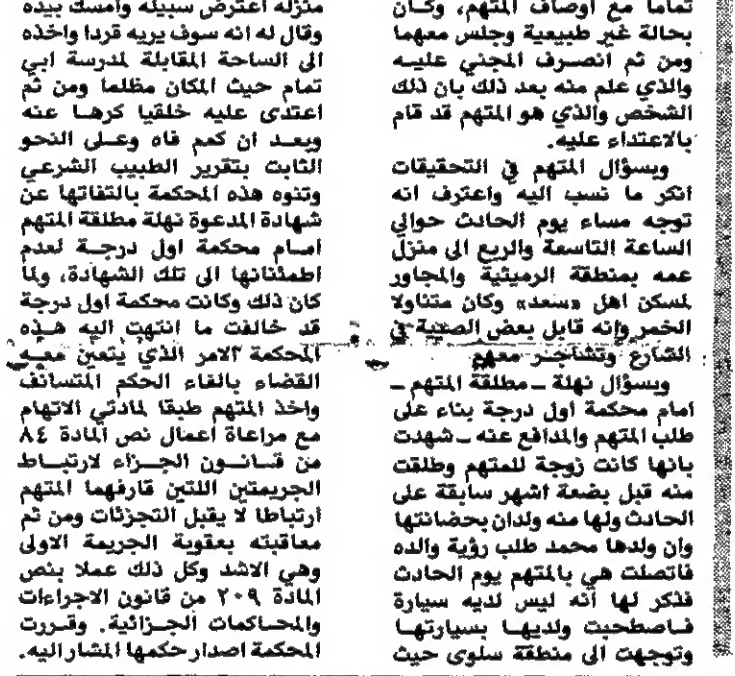 تماما مع اوصاف المتهم، وكان
بحالة غير طبيعية وجلس معهما
ومن ثم انصرف المجني عليه
والذي علم منه بعد ذلك بان ذلك
الشخص والذي هو المتهم قد قام
بالاعتداء عليه.
وبسؤال المتهم في التحقيقات
انكر ما نسب اليه واعترف انه
توجه مساء يوم الحادث حوالي
الساعة التاسعة والربع الى منزل
عمه بمنطقة الرميثية والمجاور
لمسكن اهل «سعد» وكان متناولا
الخمر وانه قابل بعض الصبية في
الشارع وتشاجر معهم
وبسؤال نهلة ــ مطلقة المتهم ــ
امام محكمة اول درجة بناء على
طلب المتهم والمدافع عنه ــ شهدت
بانها كانت زوجة للمتهم وطلقت
منه قبل بضعة اشهر سابقة على
الحادث ولها منه ولدان بحضانتها
وان ولدها محمد طلب رؤية والده
فاتصلت هي بالمتهم يوم الحادث
فذكر لها انه ليس لديه سيارة
فاصطحبت ولديها بسيارتها
وتوجهت الى منطقة سلوى حيث
منزله اعترض سبيله وامسك بيده
وقال له انه سوف يريه قردا واخذه
الى الساحة المقابلة لمدرسة ابي
تمام حيث المكان مظلما ومن ثم
اعتدى عليه خلقيا كرها عنه
وبعد ان كمم فاه وعلى النحو
الثابت بتقرير الطبيب الشرعي
وتنوه هذه المحكمة بالتفاتها عن
شهادة المدعوة نهلة مطلقة المتهم
امام محكمة اول درجة لعدم
اطمئنانها الى تلك الشهادة، ولما
كان ذلك وكانت محكمة اول درجة
قد خالفت ما انتهت اليه هذه
المحكمة الامر الذي يتعين معه
القضاء بالغاء الحكم المتسانف
واخذ المتهم طبقا لمادتي الاتهام
مع مراعاة اعمال نص المادة ٨٤
من قانون الجزاء لارتباط
الجريمتين اللتين قارفهما المتهم
ارتباطا لا يقبل التجزئات ومن ثم
معاقبته بعقوبة الجريمة الاولى
وهي الاشد وكل ذلك عملا بنص
المادة ٢٠٩ من قانون الاجراءات
والمحاكمات الجزائية. وقررت
المحكمة اصدار حكمها المشار اليه.